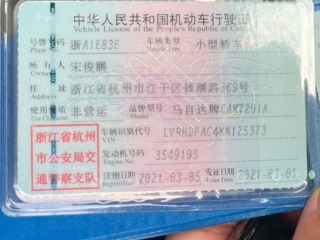 中华人民共和国机动车行驶证
Vehicle License of the People's Republic of China
号牌号码 浙A1E83E 车辆类型 小型轿车
Vehicle Type
所有人 宋俊鹏
Owner
住址 浙江省杭州市江干区钱潮路369号
Address
使用性质 非营运 品牌型号 马自达牌CAM7201A
Use Character Model
浙江省杭州
市公安局交
通警察支队
车辆识别代号 LVRHDFAC4KN125373
VIN
发动机号码 3549199
Engine No.
注册日期 2021-03-05 发证日期 2021-03-05
Register Date Issue Date